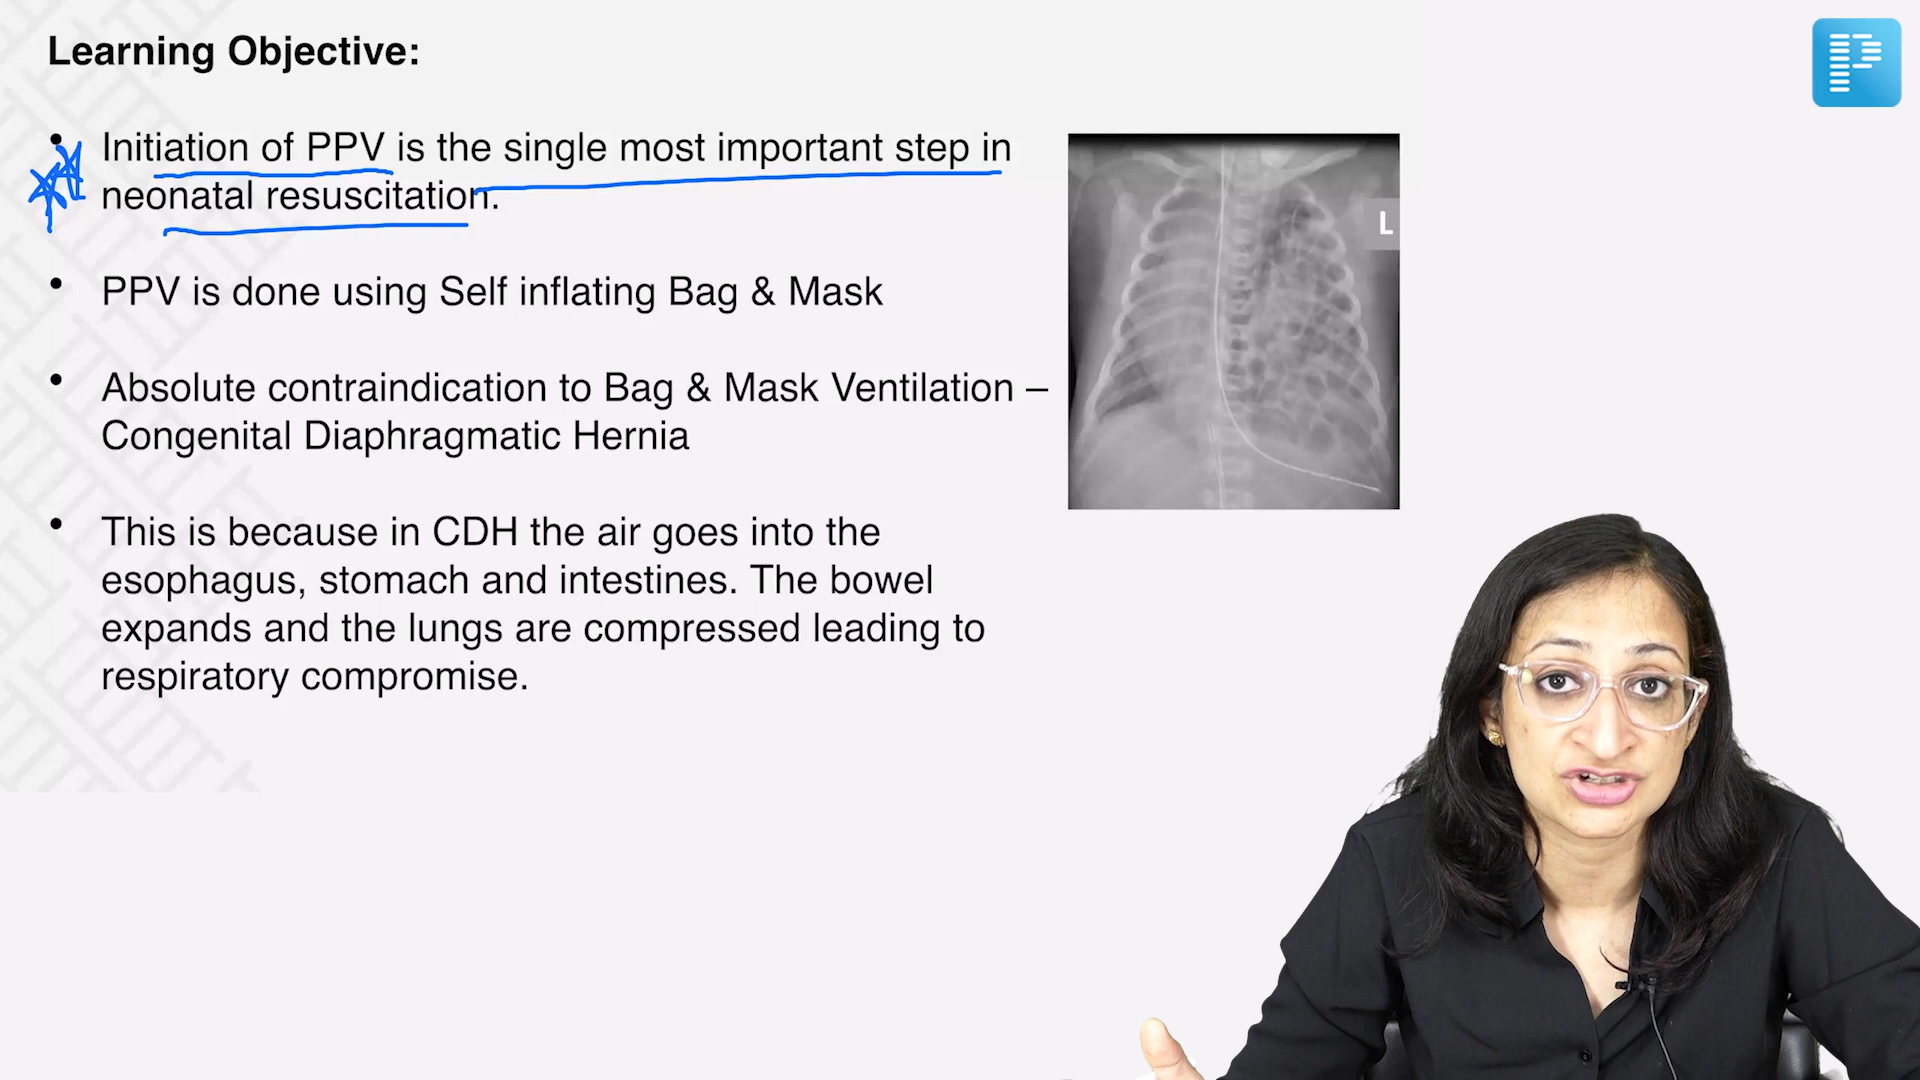 Learning Objective:
• Initiation of PPV is the single most important step in
neonatal resuscitation.
• PPV is done using Self inflating Bag & Mask
• Absolute contraindication to Bag & Mask Ventilation –
Congenital Diaphragmatic Hernia
• This is because in CDH the air goes into the
esophagus, stomach and intestines. The bowel
expands and the lungs are compressed leading to
respiratory compromise.
L